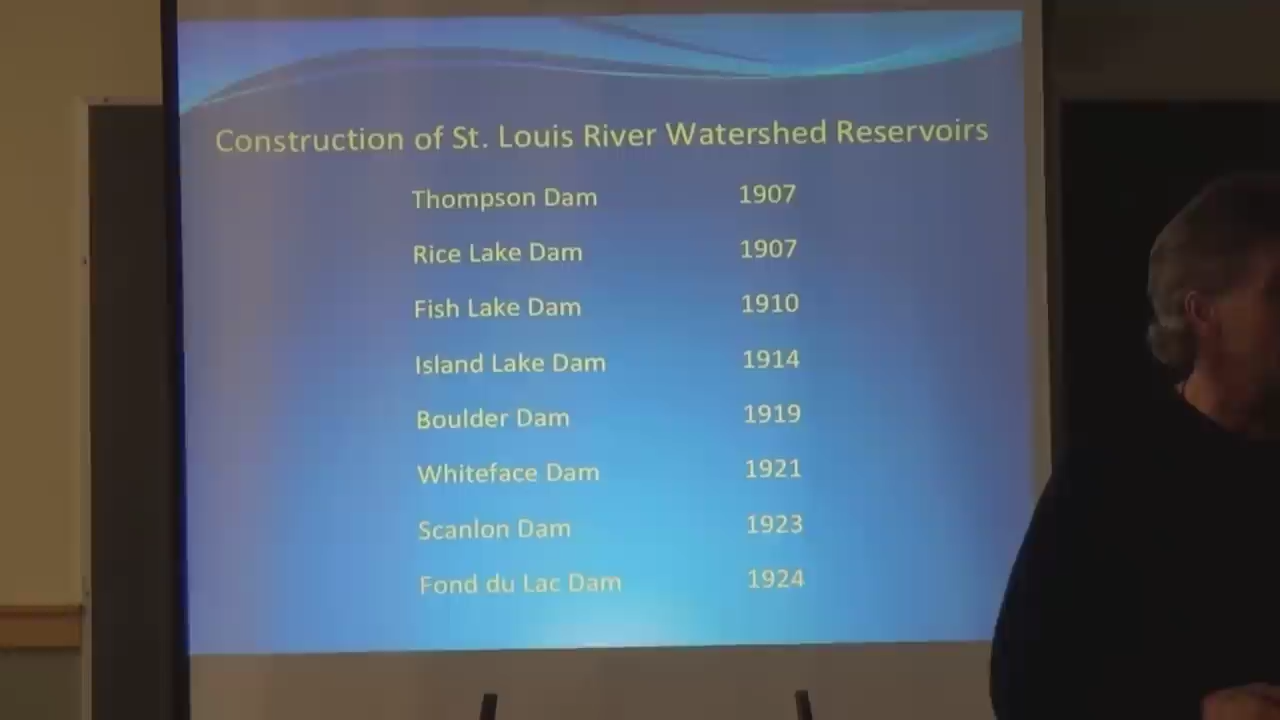 Construction of St. Louis River Watershed Reservoirs
Thompson Dam 1907
Rice Lake Dam 1907
Fish Lake Dam 1910
Island Lake Dam 1914
Boulder Dam 1919
Whiteface Dam 1921
Scanlon Dam 1923
Fond du Lac Dam 1924